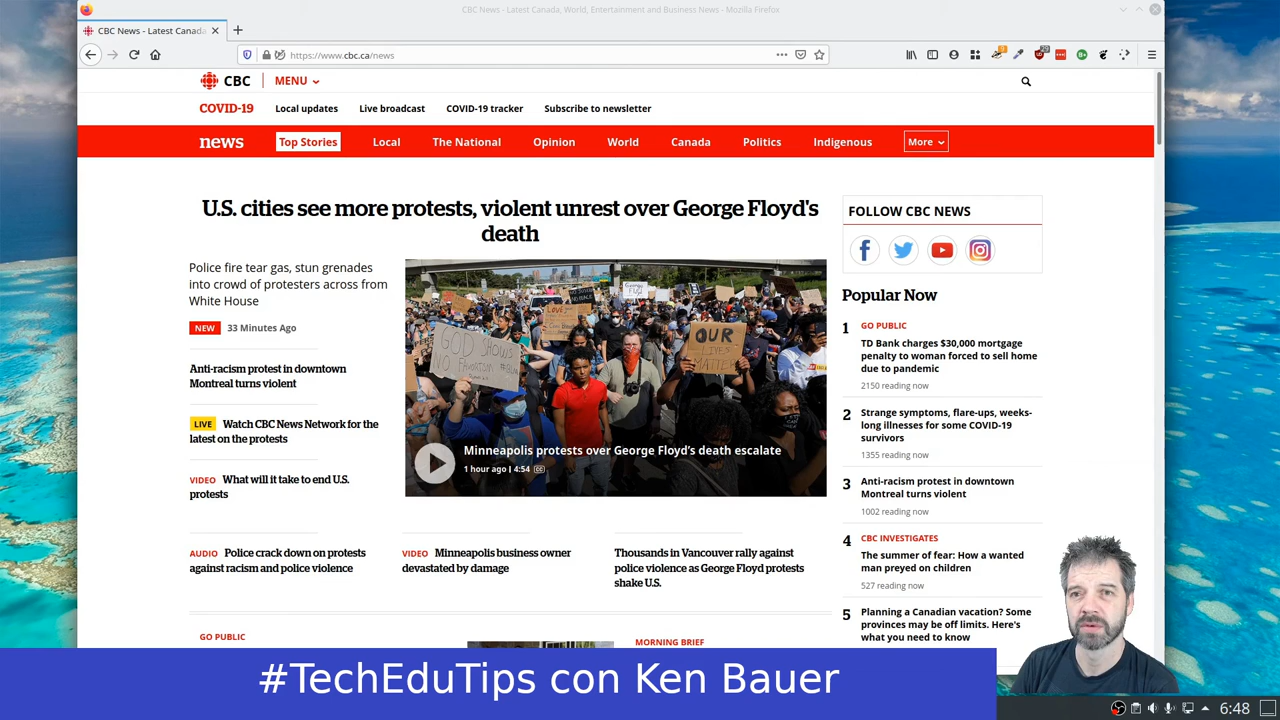 CBC News - Latest Canada, World, Entertainment and Business News - Mozilla Firefox
CBC News - Latest Canada
https://www.cbc.ca/news
CBC
MENU
COVID-19
Local updates
Live broadcast
COVID-19 tracker
Subscribe to newsletter
news
Top Stories
Local
The National
Opinion
World
Canada
Politics
Indigenous
More
U.S. cities see more protests, violent unrest over George Floyd's
death
Police fire tear gas, stun grenades
into crowd of protesters across from
White House
NEW 33 Minutes Ago
Anti-racism protest in downtown
Montreal turns violent
LIVE Watch CBC News Network for the
latest on the protests
VIDEO What will it take to end U.S.
protests
GOD SHOWS
NO FAVORITISM
OUR
LIVES
MATTER
Minneapolis protests over George Floyd's death escalate
1 hour ago | 4:54 CC
AUDIO Police crack down on protests
against racism and police violence
VIDEO Minneapolis business owner
devastated by damage
Thousands in Vancouver rally against
police violence as George Floyd protests
shake U.S.
GO PUBLIC
MORNING BRIEF
FOLLOW CBC NEWS
Popular Now
1 GO PUBLIC
TD Bank charges $30,000 mortgage
penalty to woman forced to sell home
due to pandemic
2150 reading now
2 Strange symptoms, flare-ups, weeks-
long illnesses for some COVID-19
survivors
1355 reading now
3 Anti-racism protest in downtown
Montreal turns violent
1002 reading now
4 CBC INVESTIGATES
The summer of fear: How a wanted
man preyed on children
527 reading now
5 Planning a Canadian vacation? Some
provinces may be off limits. Here's
what you need to know
#TechEduTips con Ken Bauer
6:48